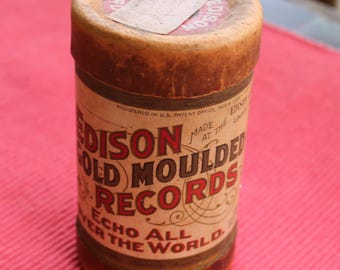 REGISTERED IN U.S. PATENT OFFICE.
MADE
AT THE
EDISON
GOLD MOULDED
RECORDS
ECHO ALL
OVER THE WORLD.